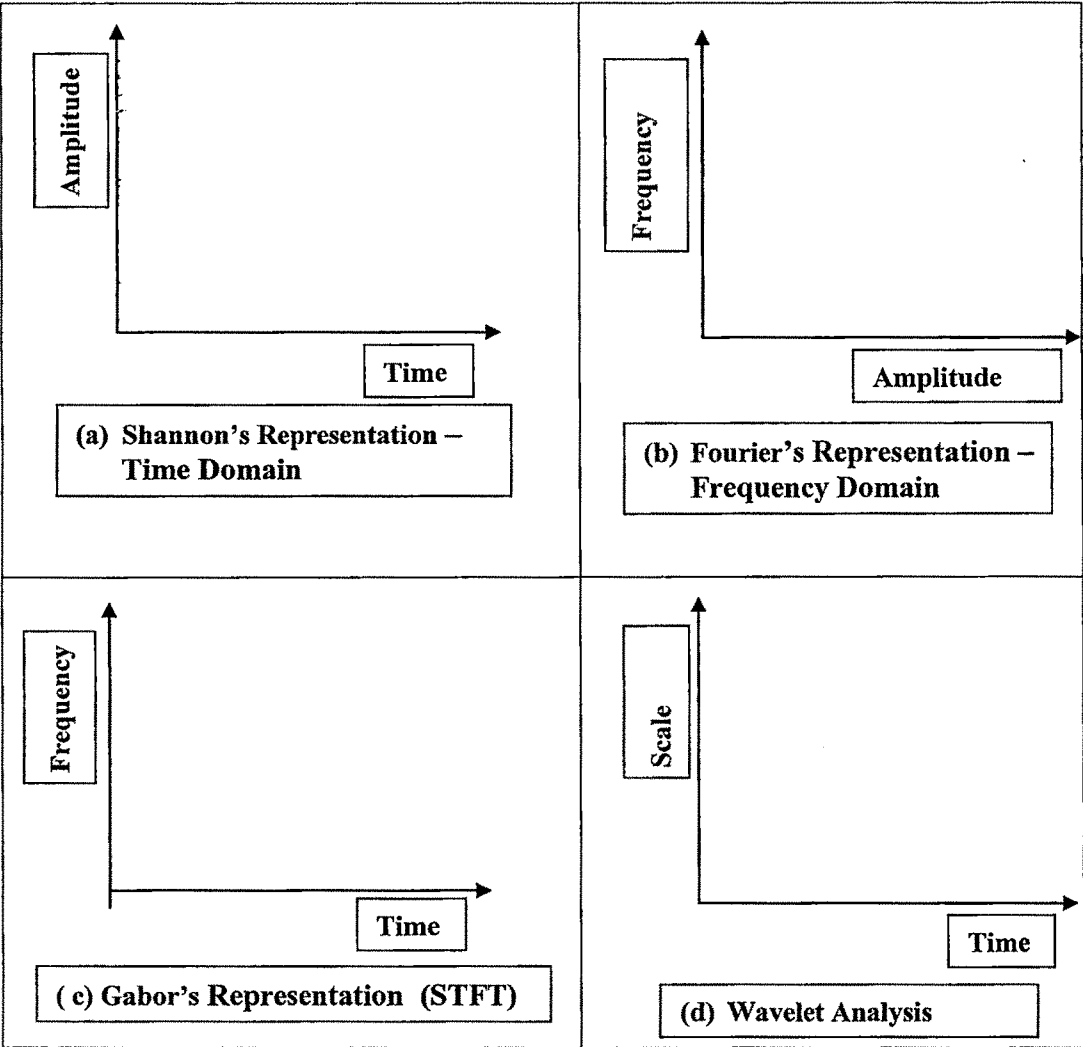 Amplitude
Time
(a) Shannon's Representation –
Time Domain
Frequency
Amplitude
(b) Fourier's Representation –
Frequency Domain
Frequency
Time
( c) Gabor's Representation (STFT)
Scale
Time
(d) Wavelet Analysis